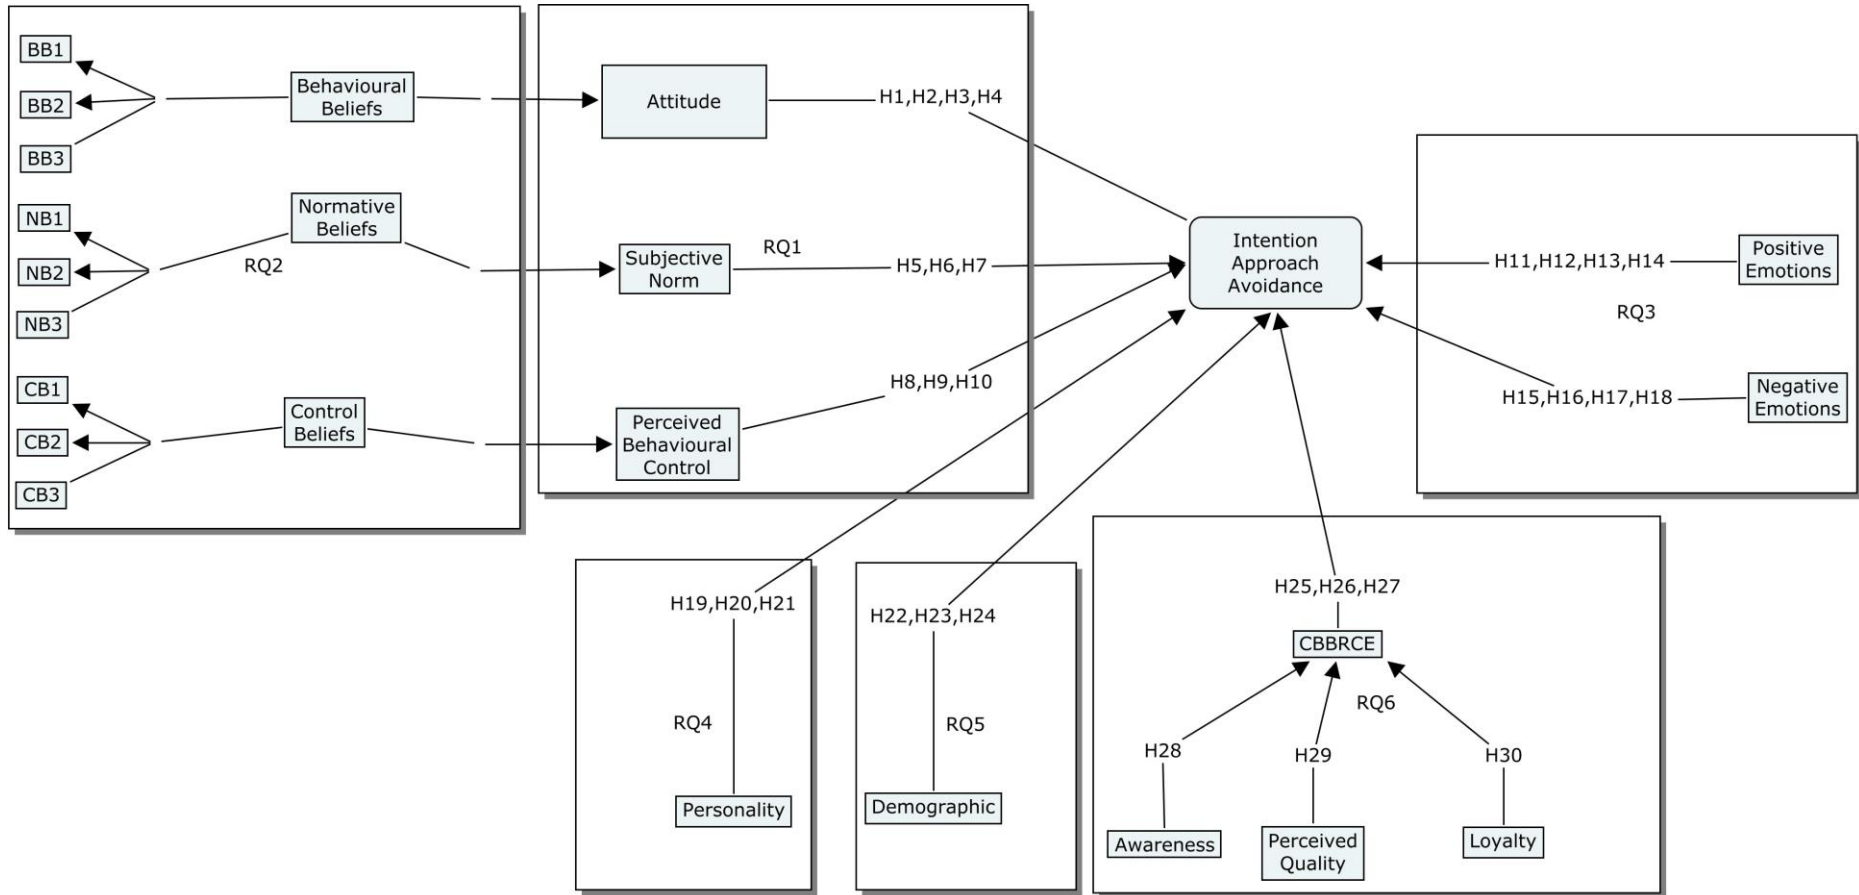 BB1
BB2
BB3
Behavioural
Beliefs
NB1
NB2
NB3
Normative
Beliefs
RQ2
CB1
CB2
CB3
Control
Beliefs
Attitude
H1,H2,H3,H4
RQ1
Subjective
Norm
H5,H6,H7
Perceived
Behavioural
Control
H8,H9,H10
Intention
Approach
Avoidance
H11,H12,H13,H14
Positive
Emotions
RQ3
H15,H16,H17,H18
Negative
Emotions
H19,H20,H21
RQ4
Personality
H22,H23,H24
RQ5
Demographic
H25,H26,H27
CBBRCE
RQ6
H28
H29
H30
Awareness
Perceived
Quality
Loyalty